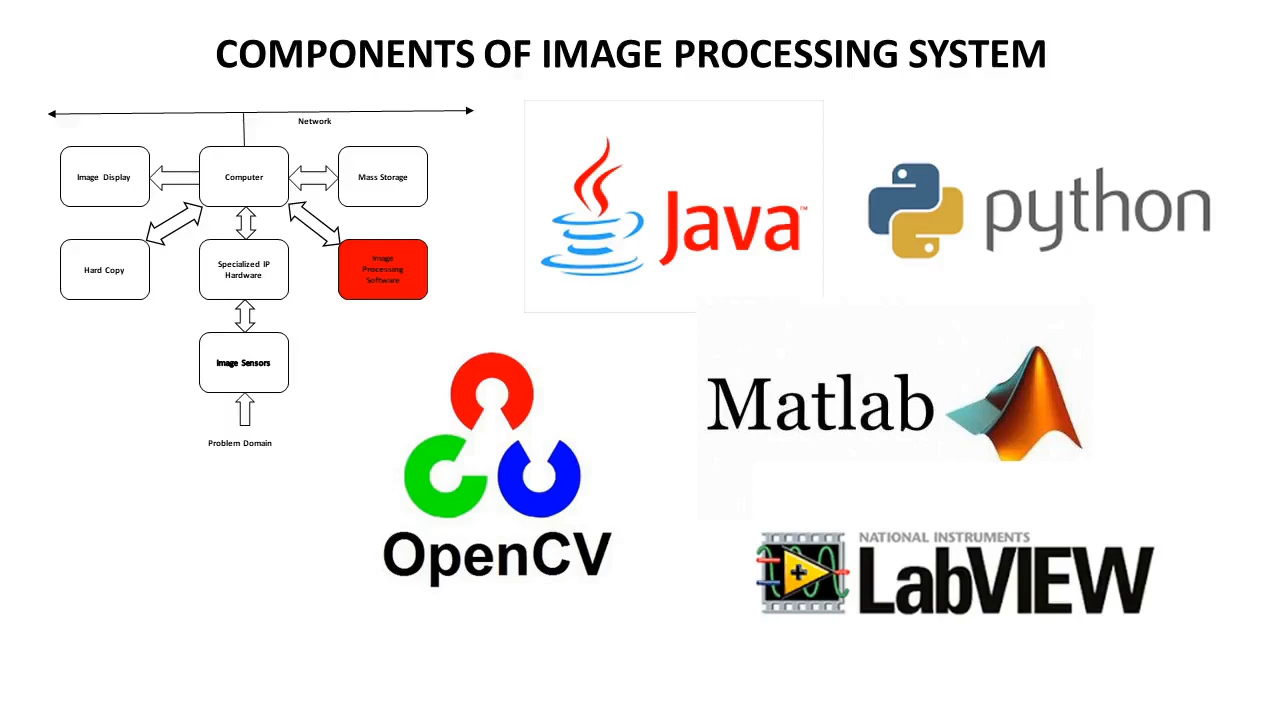 COMPONENTS OF IMAGE PROCESSING SYSTEM
Network
Image Display
Computer
Mass Storage
Hard Copy
Specialized IP
Hardware
Image
Processing
Software
Image Sensors
Problem Domain
Java™
python
Matlab
OpenCV
NATIONAL INSTRUMENTS
LabVIEW